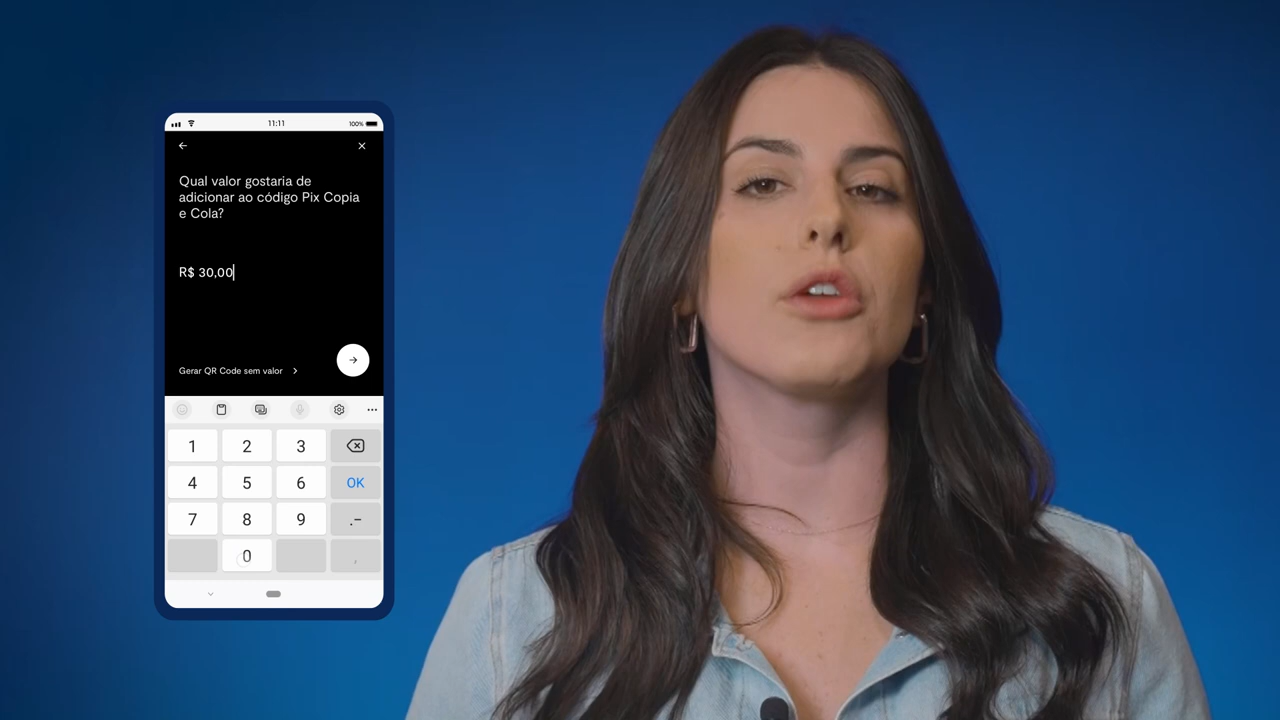 11:11
100%
Qual valor gostaria de
adicionar ao código Pix Copia
e Cola?
R$ 30,00
Gerar QR Code sem valor
1 2 3
4 5 6 OK
7 8 9 .-
0 ,